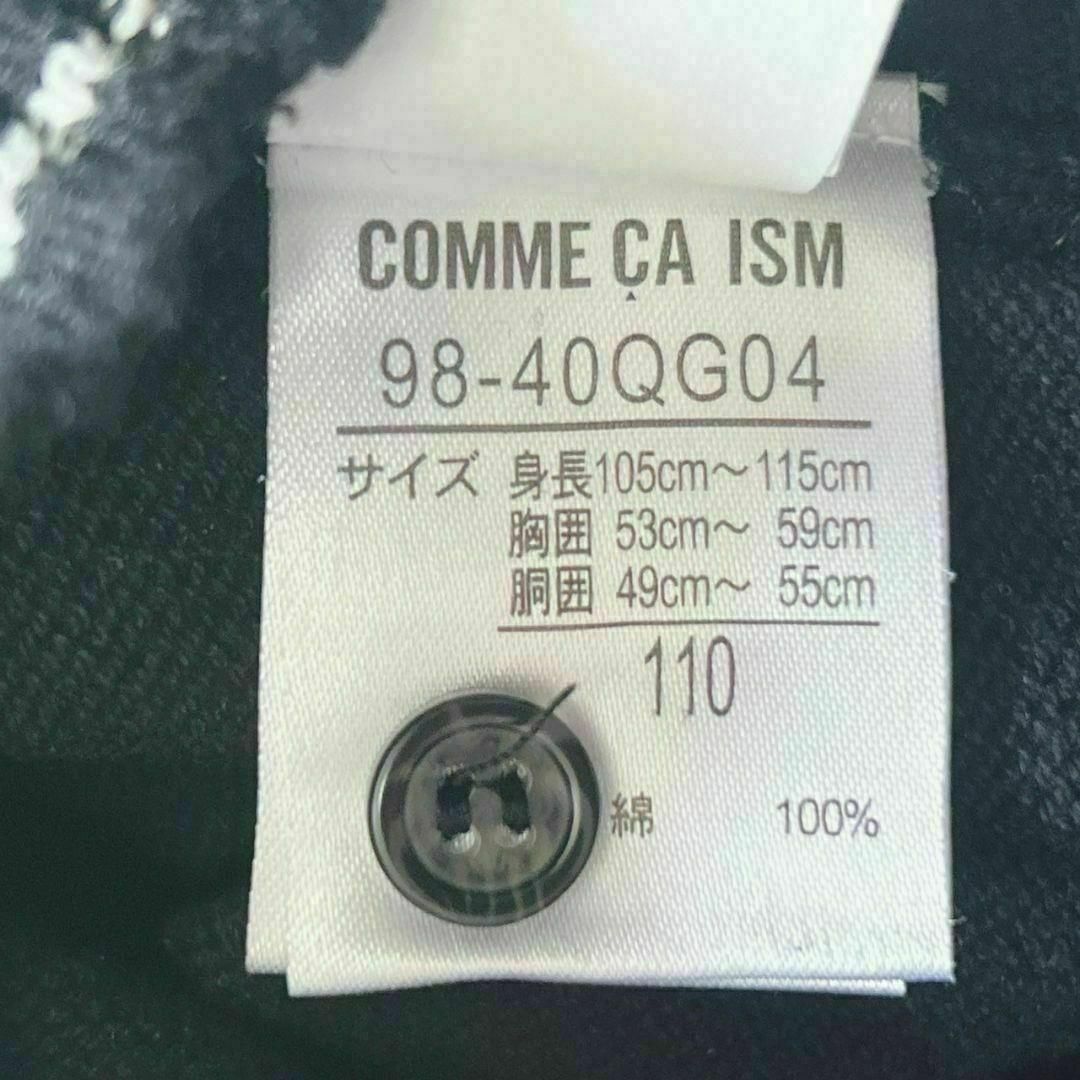 COMME ÇA ISM
98-40QG04
サイズ 身長105cm～115cm
胸囲 53cm～ 59cm
胴囲 49cm～ 55cm
110
綿 100%